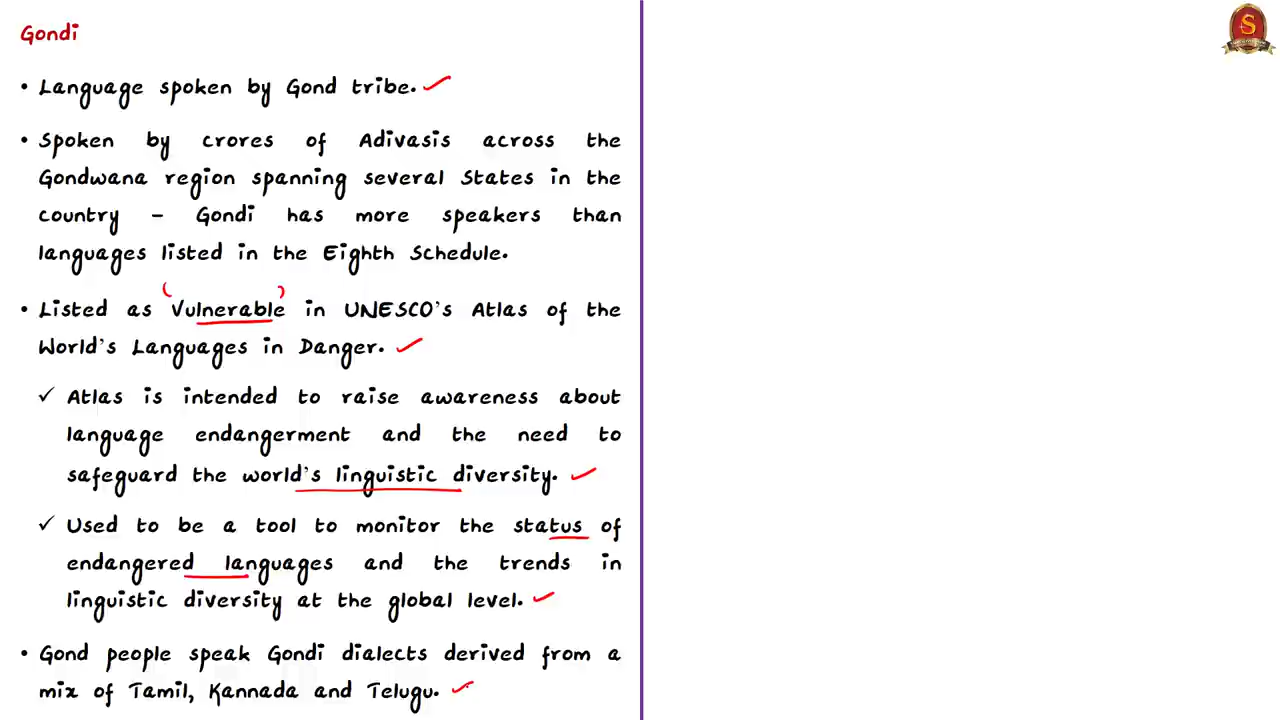 Gondi
• Language spoken by Gond tribe.
• Spoken by crores of Adivasis across the
Gondwana region spanning several States in the
country – Gondi has more speakers than
languages listed in the Eighth Schedule.
• Listed as 'Vulnerable' in UNESCO's Atlas of the
World's Languages in Danger.
✓ Atlas is intended to raise awareness about
language endangerment and the need to
safeguard the world's linguistic diversity.
✓ Used to be a tool to monitor the status of
endangered languages and the trends in
linguistic diversity at the global level.
• Gond people speak Gondi dialects derived from a
mix of Tamil, Kannada and Telugu.
S